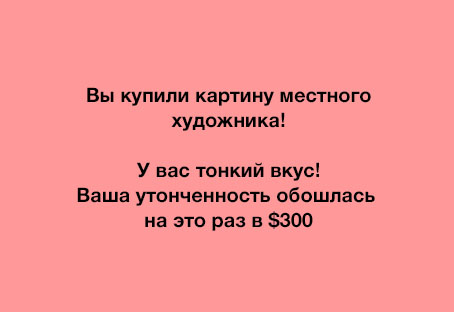 Вы купили картину местного
художника!
У вас тонкий вкус!
Ваша утонченность обошлась
на это раз в $300